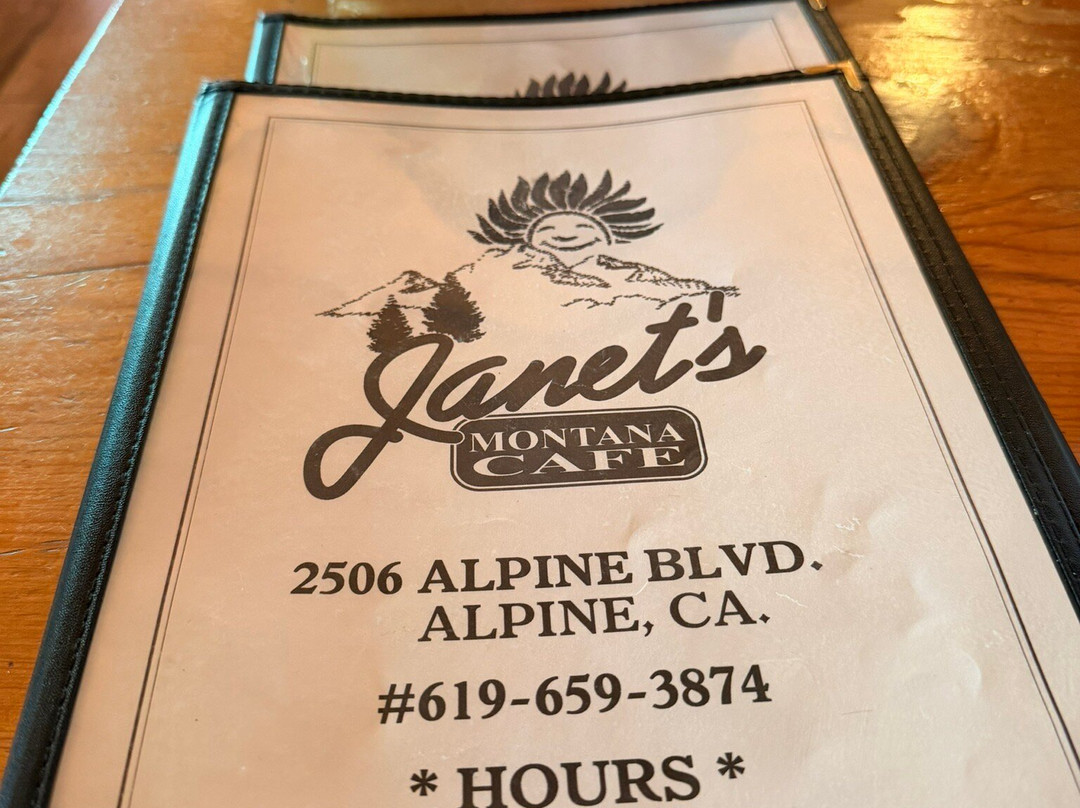 Janet's
MONTANA
CAFE
2506 ALPINE BLVD.
ALPINE, CA.
#619-659-3874
* HOURS *